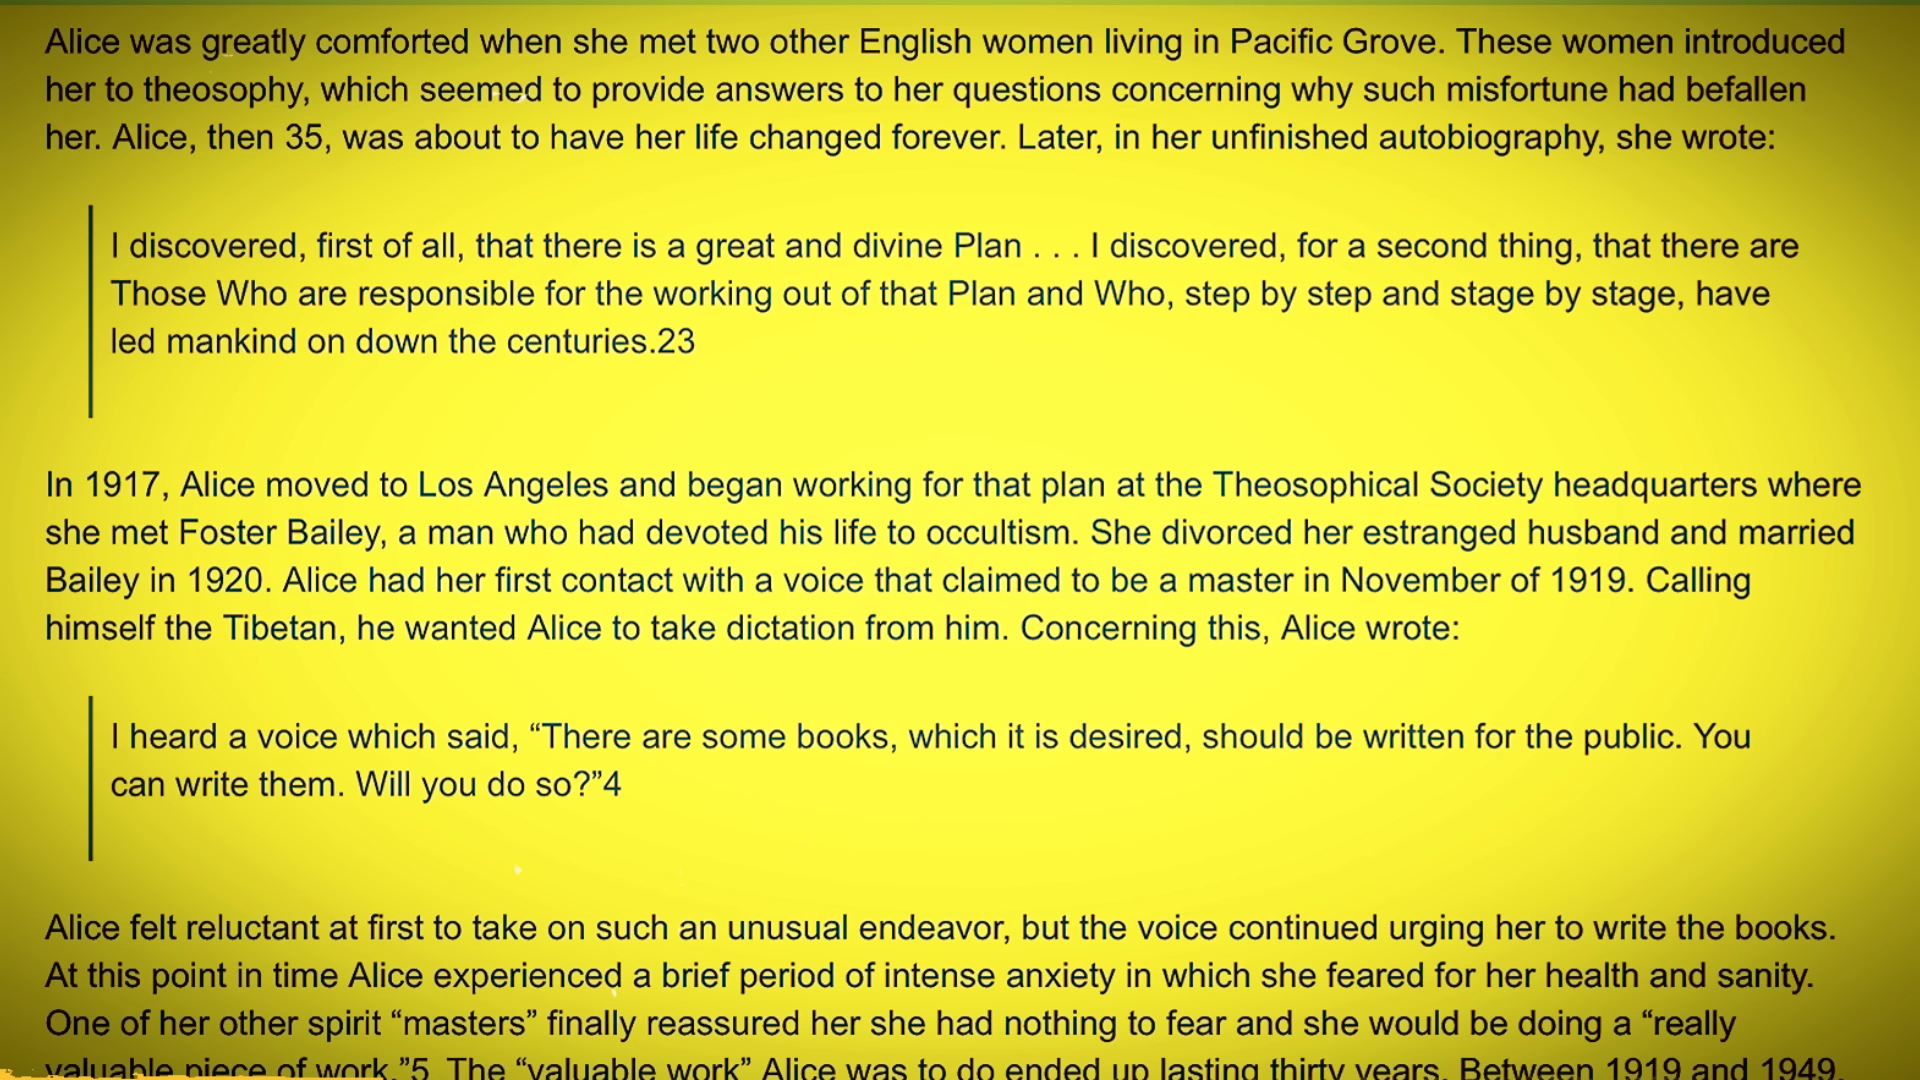 Alice was greatly comforted when she met two other English women living in Pacific Grove. These women introduced
her to theosophy, which seemed to provide answers to her questions concerning why such misfortune had befallen
her. Alice, then 35, was about to have her life changed forever. Later, in her unfinished autobiography, she wrote:
I discovered, first of all, that there is a great and divine Plan . . . I discovered, for a second thing, that there are
Those Who are responsible for the working out of that Plan and Who, step by step and stage by stage, have
led mankind on down the centuries.23
In 1917, Alice moved to Los Angeles and began working for that plan at the Theosophical Society headquarters where
she met Foster Bailey, a man who had devoted his life to occultism. She divorced her estranged husband and married
Bailey in 1920. Alice had her first contact with a voice that claimed to be a master in November of 1919. Calling
himself the Tibetan, he wanted Alice to take dictation from him. Concerning this, Alice wrote:
I heard a voice which said, “There are some books, which it is desired, should be written for the public. You
can write them. Will you do so?”4
Alice felt reluctant at first to take on such an unusual endeavor, but the voice continued urging her to write the books.
At this point in time Alice experienced a brief period of intense anxiety in which she feared for her health and sanity.
One of her other spirit “masters” finally reassured her she had nothing to fear and she would be doing a “really
valuable piece of work.”5 The “valuable work” Alice was to do ended up lasting thirty years. Between 1919 and 1949,